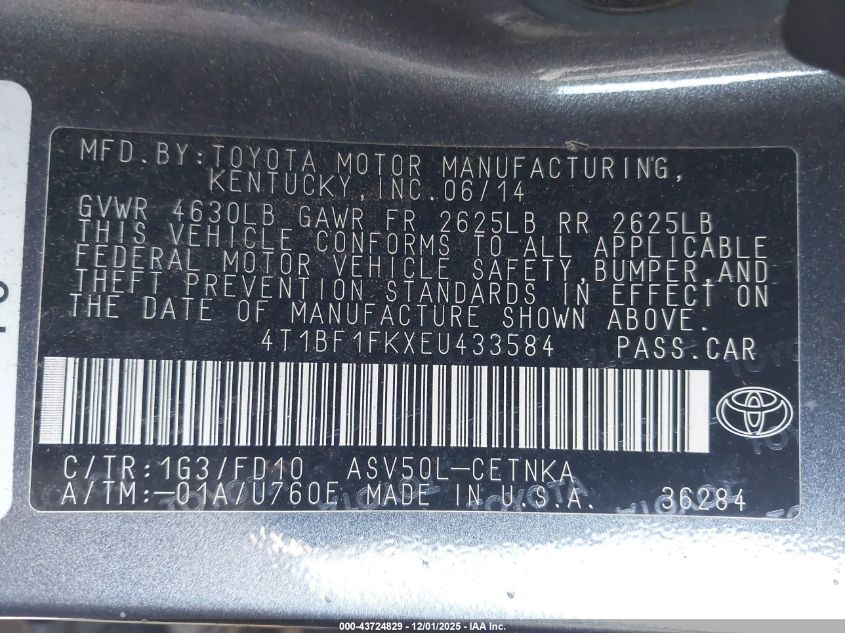 MFD.BY:TOYOTA MOTOR MANUFACTURING,
KENTUCKY,INC.06/14
GVWR 4630LB GAWR FR 2625LB RR 2625LB
THIS VEHICLE CONFORMS TO ALL APPLICABLE
FEDERAL MOTOR VEHICLE SAFETY,BUMPER,AND
THEFT PREVENTION STANDARDS IN EFFECT ON
THE DATE OF MANUFACTURE SHOWN ABOVE.
4T1BF1FKXEU433584 PASS.CAR
C/TR:1G3/FD10 ASV50L-CETNKA
A/TM:-01A/U760E MADE IN U.S.A. 36284
000-43724829 - 12/01/2025 - IAA Inc.